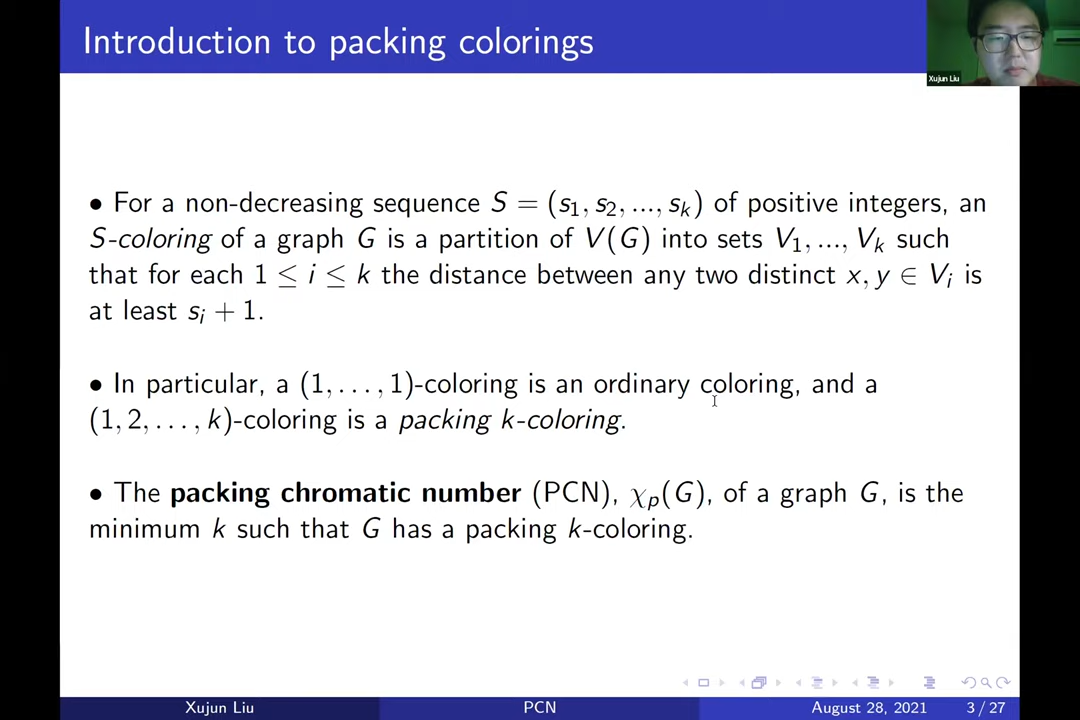 Introduction to packing colorings
Xujun Liu
• For a non-decreasing sequence S = (s₁, s₂, ..., sₖ) of positive integers, an
S-coloring of a graph G is a partition of V(G) into sets V₁, ..., Vₖ such
that for each 1 ≤ i ≤ k the distance between any two distinct x, y ∈ Vᵢ is
at least sᵢ + 1.
• In particular, a (1, . . . , 1)-coloring is an ordinary coloring, and a
(1, 2, . . . , k)-coloring is a packing k-coloring.
• The packing chromatic number (PCN), χₚ(G), of a graph G, is the
minimum k such that G has a packing k-coloring.
Xujun Liu PCN August 28, 2021 3 / 27